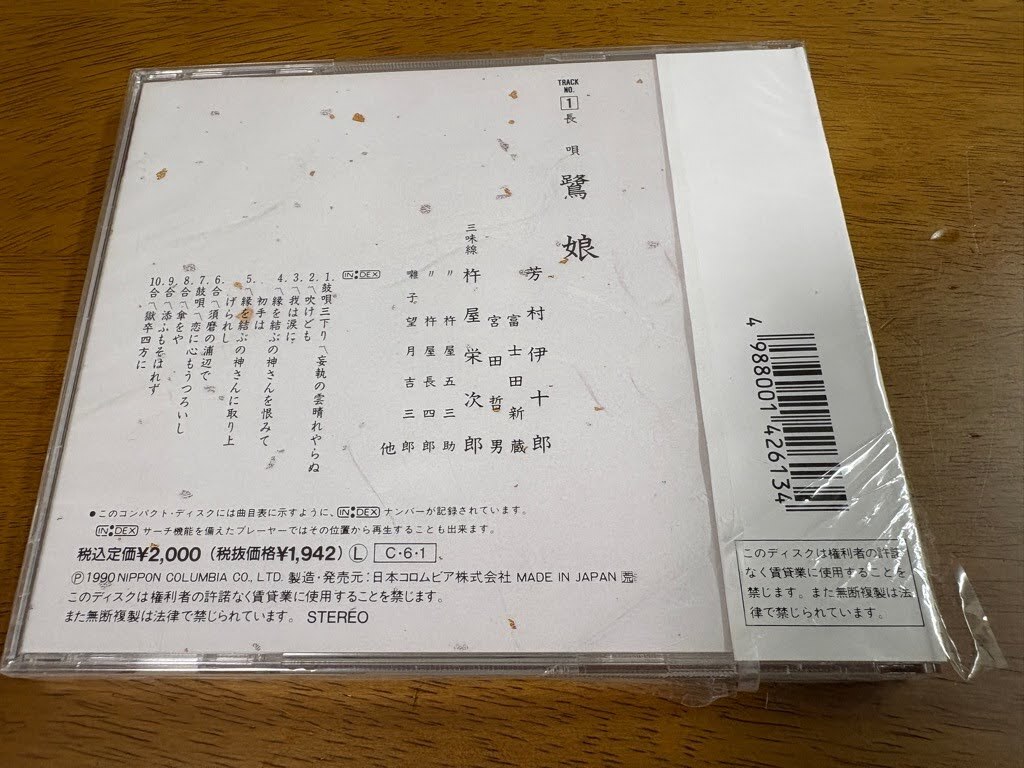 TRACK
NO.
1
長唄
鷺娘
芳村伊十郎
富士田新蔵
宮田哲男
三味線 杵屋栄次郎
〃 杵屋五三助
〃 杵屋長四郎
囃子 望月吉三郎
他
INDEX
1. 鼓唄三下り〽妄執の雲晴れやらぬ
2. 〽吹けども
3. 〽我は涙に
4. 〽縁を結ぶの神さんを恨みて
初手は
5. 〽縁を結ぶの神さんに取り上
げられし
6. 合〽須磨の浦辺で
7. 鼓唄〽恋に心もうつろいし
8. 合〽傘をや
9. 合〽添ふもそはれず
10. 合〽獄卒四方に
●このコンパクト・ディスクには曲目表に示すように、INDEXナンバーが記録されています。
INDEX サーチ機能を備えたプレーヤーではその位置から再生することも出来ます。
税込定価¥2,000(税抜価格¥1,942) Ⓛ C・6・1、
Ⓟ1990 NIPPON COLUMBIA CO., LTD. 製造・発売元:日本コロムビア株式会社 MADE IN JAPAN
このディスクは権利者の許諾なく賃貸業に使用することを禁じます。
また無断複製は法律で禁じられています。 STEREO
4 988001 426134
このディスクは権利者の許諾
なく賃貸業に使用することを
禁じます。また無断複製は法
律で禁じられています。